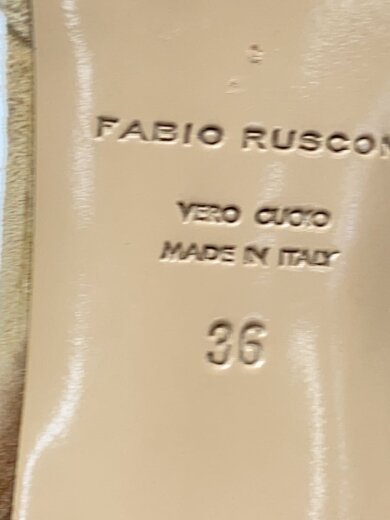 FABIO RUSCON
VERO CUOIO
MADE IN ITALY
36